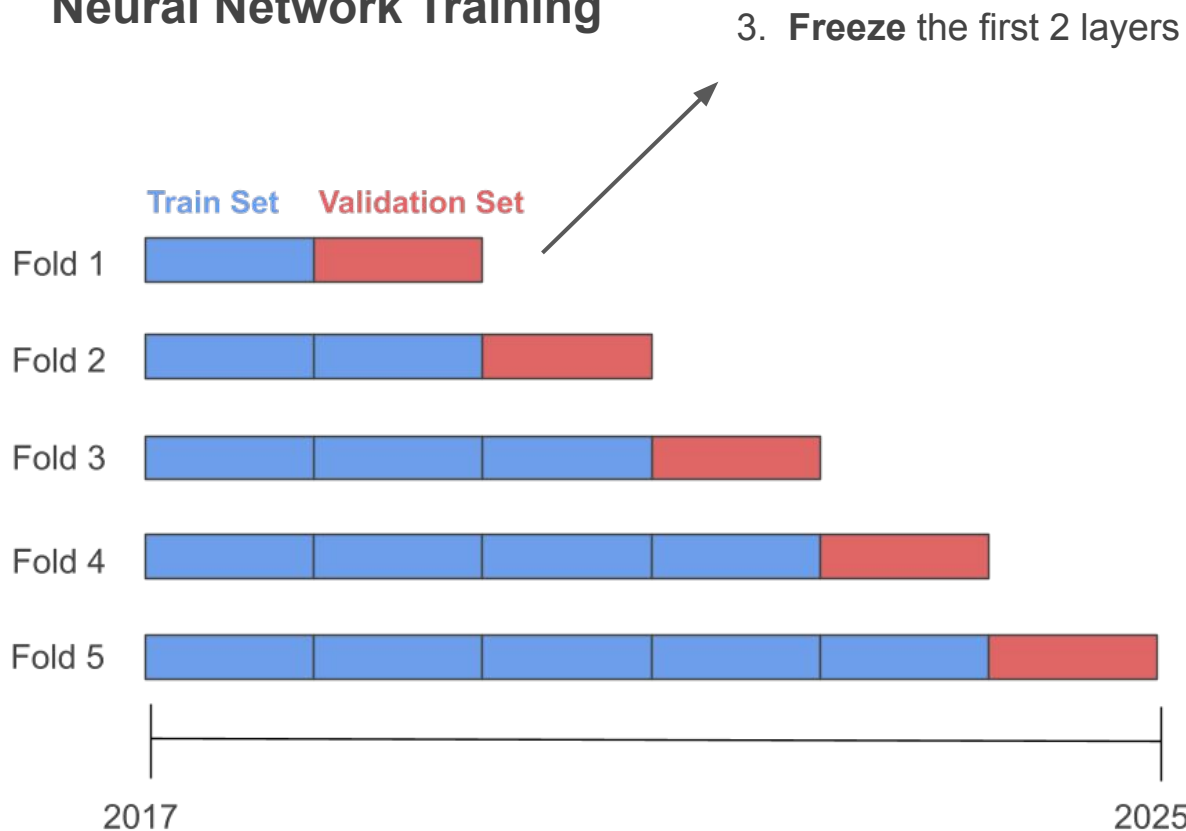 Neural Network Training
3. Freeze the first 2 layers
Train Set Validation Set
Fold 1
Fold 2
Fold 3
Fold 4
Fold 5
2017 2025